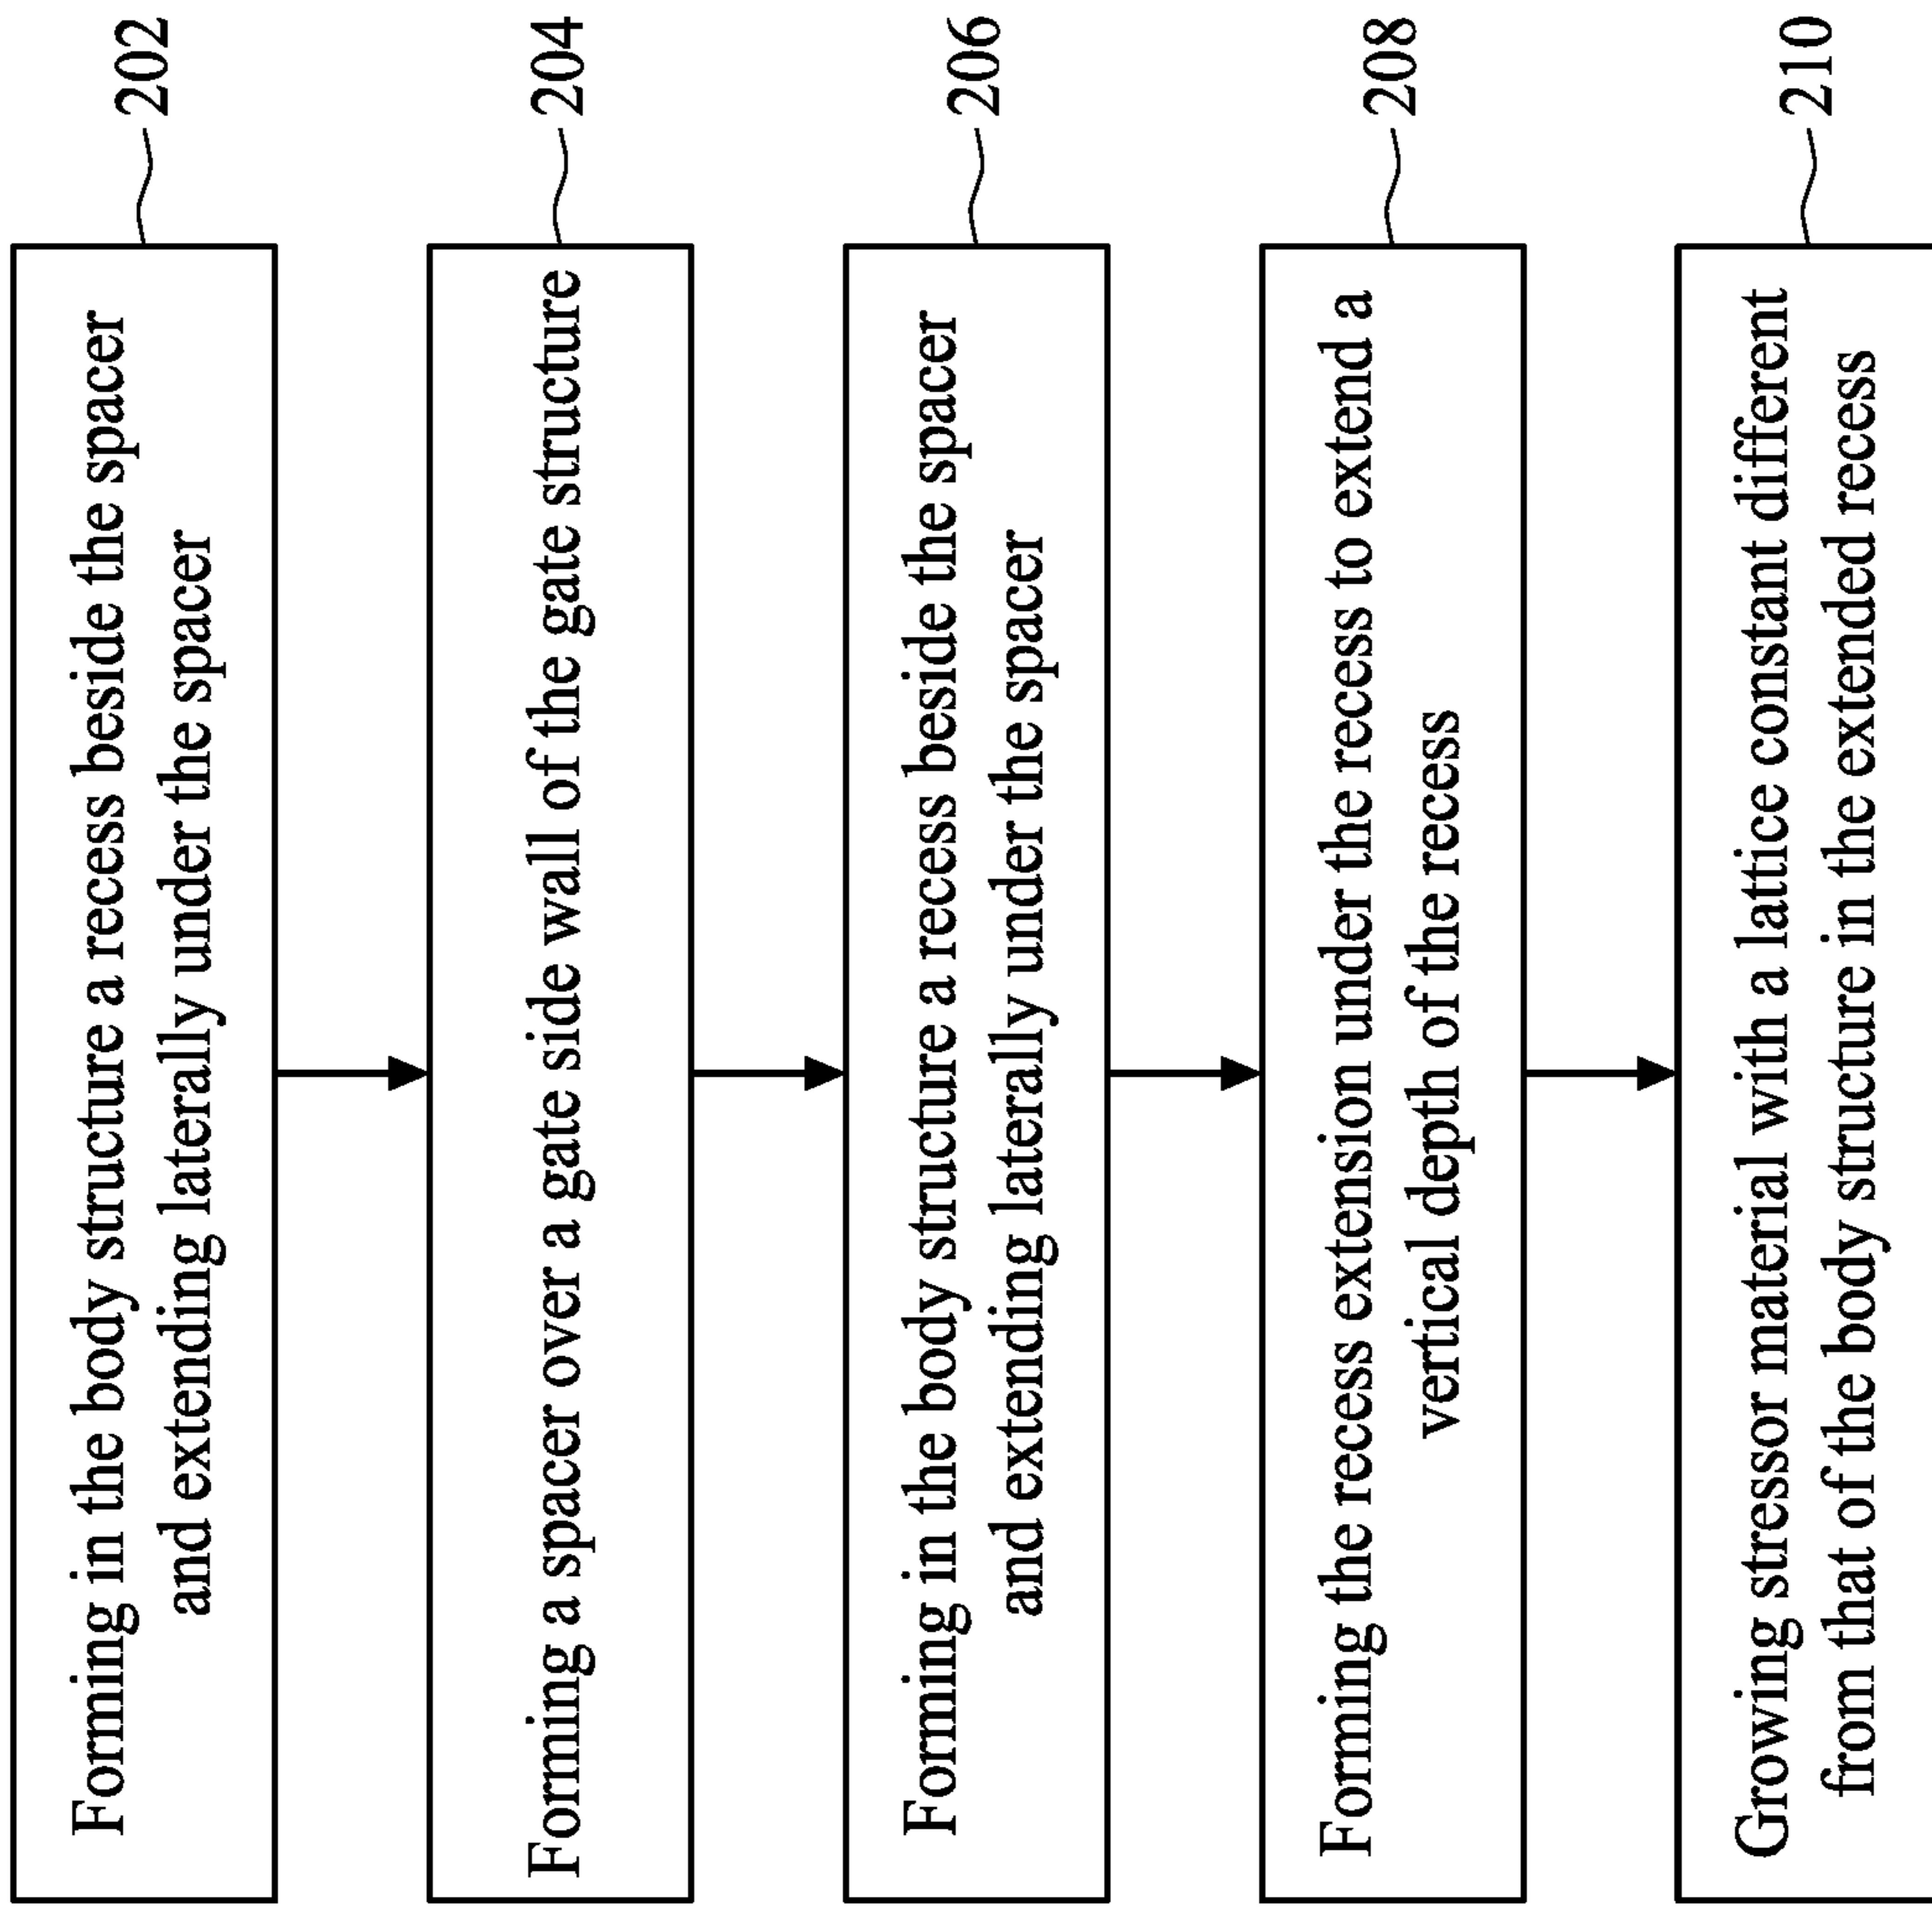 Forming in the body structure a recess beside the spacer
and extending laterally under the spacer
202
Forming a spacer over a gate side wall of the gate structure
204
Forming in the body structure a recess beside the spacer
and extending laterally under the spacer
206
Forming the recess extension under the recess to extend a
vertical depth of the recess
208
Growing stressor material with a lattice constant different
from that of the body structure in the extended recess
210